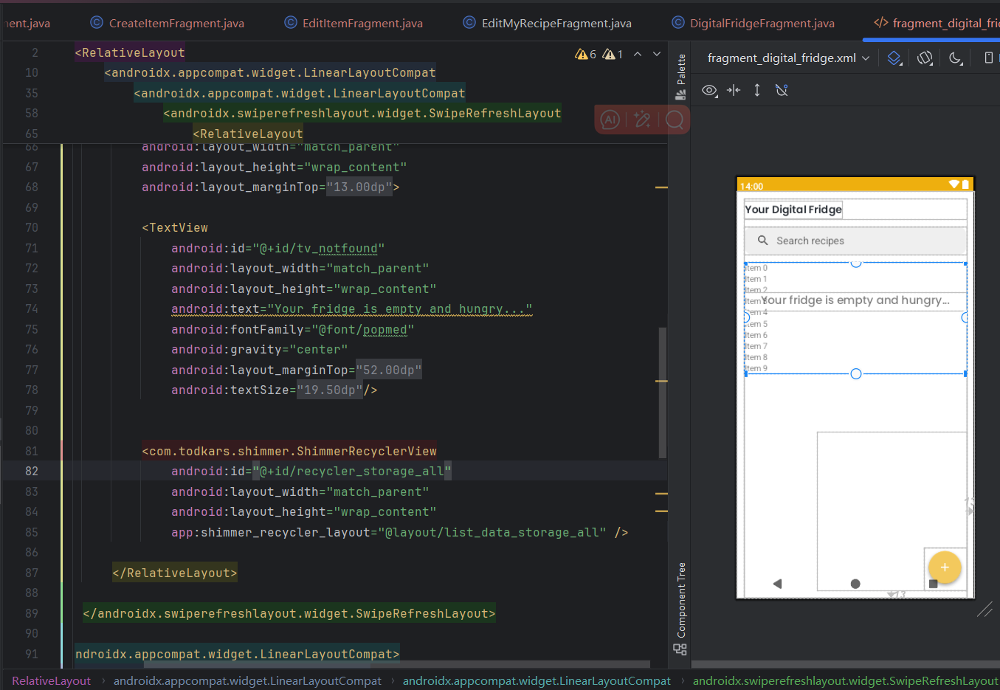 nent.java
CreateItemFragment.java
EditItemFragment.java
EditMyRecipeFragment.java
DigitalFridgeFragment.java
</> fragment_digital_fri
2 <RelativeLayout
10 <androidx.appcompat.widget.LinearLayoutCompat
35 <androidx.appcompat.widget.LinearLayoutCompat
58 <androidx.swiperefreshlayout.widget.SwipeRefreshLayout
65 <RelativeLayout
6 1
66 android:layout_width="match_parent"
67 android:layout_height="wrap_content"
68 android:layout_marginTop="13.00dp">
69
70 <TextView
71 android:id="@+id/tv_notfound"
72 android:layout_width="match_parent"
73 android:layout_height="wrap_content"
74 android:text="Your fridge is empty and hungry..."
75 android:fontFamily="@font/popmed"
76 android:gravity="center"
77 android:layout_marginTop="52.00dp"
78 android:textSize="19.50dp"/>
79
80
81 <com.todkars.shimmer.ShimmerRecyclerView
82 android:id="@+id/recycler_storage_all"
83 android:layout_width="match_parent"
84 android:layout_height="wrap_content"
85 app:shimmer_recycler_layout="@layout/list_data_storage_all" />
86
87 </RelativeLayout>
88
89 </androidx.swiperefreshlayout.widget.SwipeRefreshLayout>
90
91 ndroidx.appcompat.widget.LinearLayoutCompat>
AI
Palette
Component Tree
fragment_digital_fridge.xml
14:00
Your Digital Fridge
Search recipes
Item 0
Item 1
Item 2
Item 3
Your fridge is empty and hungry...
Item 4
Item 5
Item 6
Item 7
Item 8
Item 9
13
+
13
RelativeLayout › androidx.appcompat.widget.LinearLayoutCompat › androidx.appcompat.widget.LinearLayoutCompat › androidx.swiperefreshlayout.widget.SwipeRefreshLayout